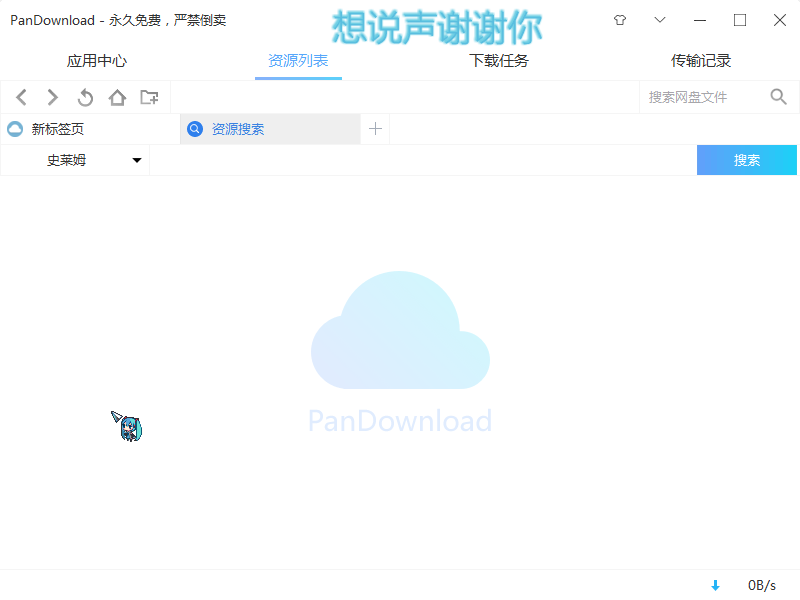 PanDownload - 永久免费，严禁倒卖
想说声谢谢你
应用中心 资源列表 下载任务 传输记录
搜索网盘文件
新标签页 资源搜索
史莱姆 搜索
PanDownload
0B/s